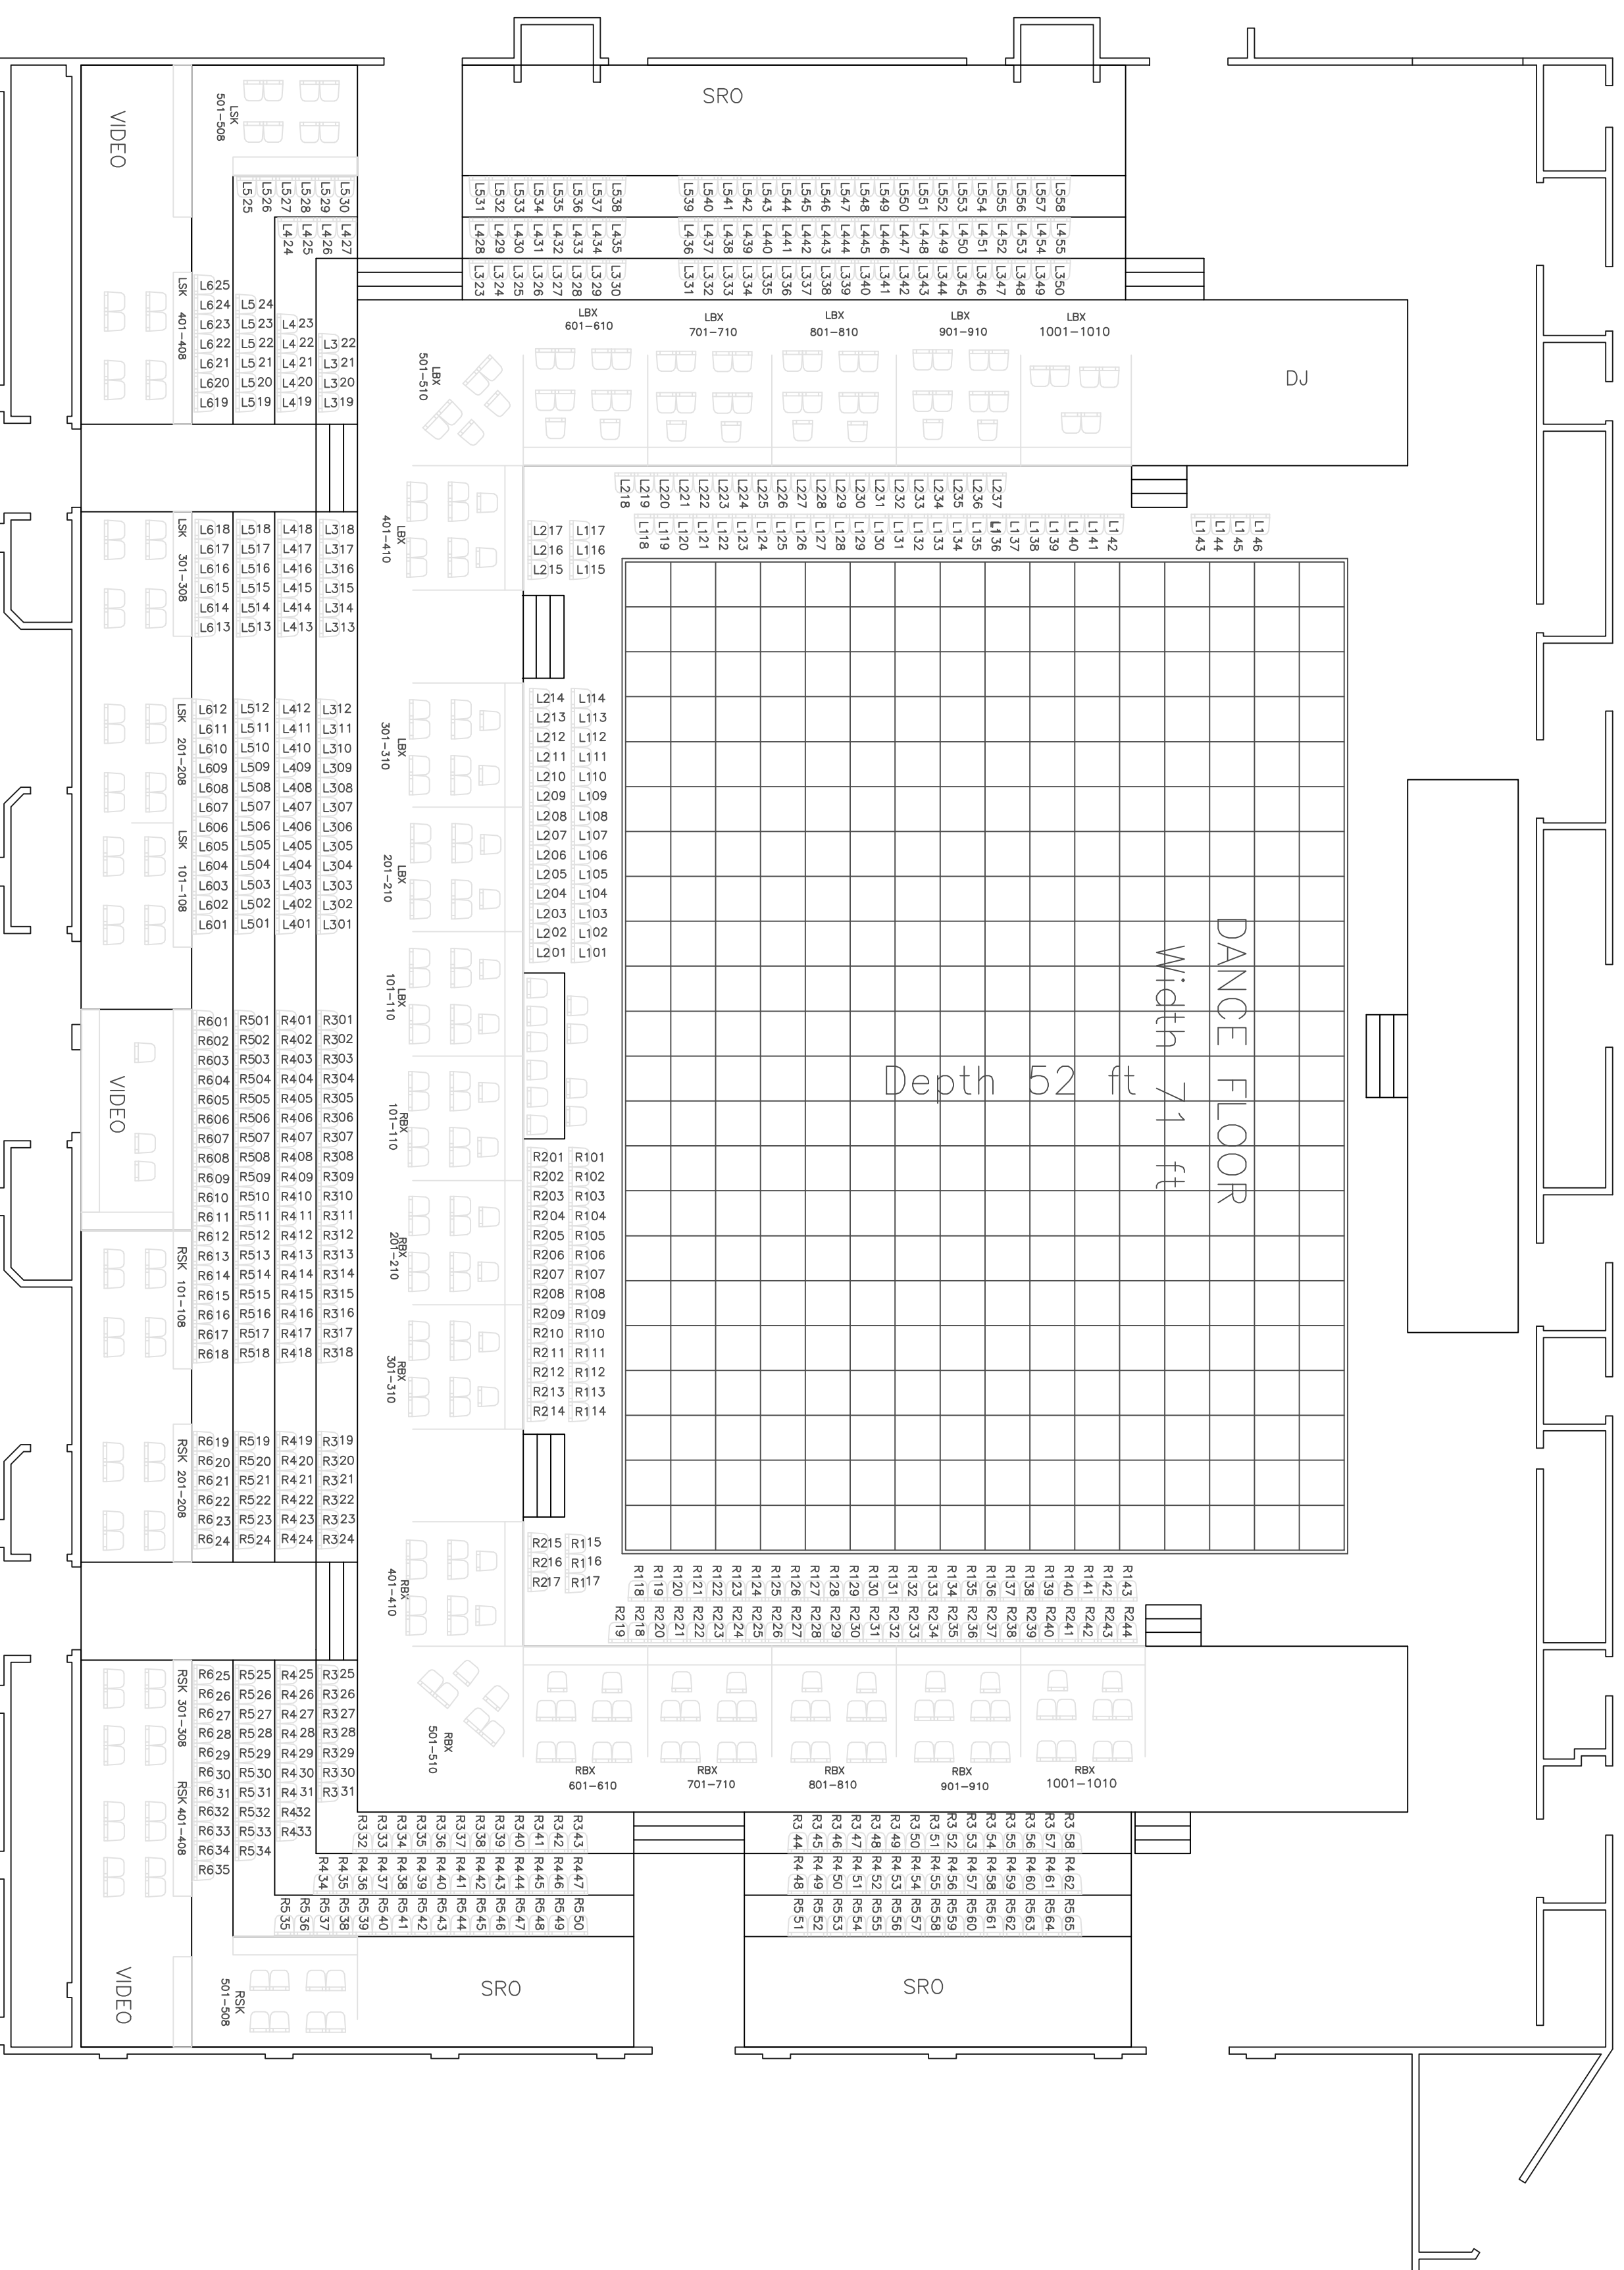 SRO
VIDEO
LSK
501-508
L525
L526
L527
L528
L529
L530
L531
L532
L533
L534
L535
L536
L537
L538
L539
L540
L541
L542
L543
L544
L545
L546
L547
L548
L549
L550
L551
L552
L553
L554
L555
L556
L557
L558
L424
L425
L426
L427
L428
L429
L430
L431
L432
L433
L434
L435
L436
L437
L438
L439
L440
L441
L442
L443
L444
L445
L446
L447
L448
L449
L450
L451
L452
L453
L454
L455
L323
L324
L325
L326
L327
L328
L329
L330
L331
L332
L333
L334
L335
L336
L337
L338
L339
L340
L341
L342
L343
L344
L345
L346
L347
L348
L349
L350
LBX
601-610
LBX
701-710
LBX
801-810
LBX
901-910
LBX
1001-1010
DJ
LBX
501-510
LSK 401-408
L625
L624 L524
L623 L523 L423
L622 L522 L422 L322
L621 L521 L421 L321
L620 L520 L420 L320
L619 L519 L419 L319
L218
L219
L220
L221
L222
L223
L224
L225
L226
L227
L228
L229
L230
L231
L232
L233
L234
L235
L236
L237
L118
L119
L120
L121
L122
L123
L124
L125
L126
L127
L128
L129
L130
L131
L132
L133
L134
L135
L136
L137
L138
L139
L140
L141
L142
L143
L144
L145
L146
LSK 301-308
LBX
401-410
L618 L518 L418 L318 L217 L117
L617 L517 L417 L317 L216 L116
L616 L516 L416 L316 L215 L115
L615 L515 L415 L315
L614 L514 L414 L314
L613 L513 L413 L313
LSK 201-208
LSK 101-108
LBX
301-310
LBX
201-210
LBX
101-110
L612 L512 L412 L312 L214 L114
L611 L511 L411 L311 L213 L113
L610 L510 L410 L310 L212 L112
L609 L509 L409 L309 L211 L111
L608 L508 L408 L308 L210 L110
L607 L507 L407 L307 L209 L109
L606 L506 L406 L306 L208 L108
L605 L505 L405 L305 L207 L107
L604 L504 L404 L304 L206 L106
L603 L503 L403 L303 L205 L105
L602 L502 L402 L302 L204 L104
L601 L501 L401 L301 L203 L103
L202 L102
L201 L101
DANCE FLOOR
Width 71 ft
Depth 52 ft
VIDEO
R601 R501 R401 R301
R602 R502 R402 R302
R603 R503 R403 R303
R604 R504 R404 R304
R605 R505 R405 R305
R606 R506 R406 R306
R607 R507 R407 R307
R608 R508 R408 R308 R201 R101
R609 R509 R409 R309 R202 R102
R610 R510 R410 R310 R203 R103
R611 R511 R411 R311 R204 R104
R612 R512 R412 R312 R205 R105
R613 R513 R413 R313 R206 R106
R614 R514 R414 R314 R207 R107
R615 R515 R415 R315 R208 R108
R616 R516 R416 R316 R209 R109
R617 R517 R417 R317 R210 R110
R618 R518 R418 R318 R211 R111
R212 R112
R213 R113
R214 R114
RBX
101-110
RBX
201-210
RBX
301-310
RSK 101-108
RSK 201-208
R619 R519 R419 R319
R620 R520 R420 R320
R621 R521 R421 R321
R622 R522 R422 R322
R623 R523 R423 R323
R624 R524 R424 R324
R215 R115
R216 R116
R217 R117
RBX
401-410
R118
R119
R120
R121
R122
R123
R124
R125
R126
R127
R128
R129
R130
R131
R132
R133
R134
R135
R136
R137
R138
R139
R140
R141
R142
R143
R219
R218
R220
R221
R222
R223
R224
R225
R226
R227
R228
R229
R230
R231
R232
R233
R234
R235
R236
R237
R238
R239
R240
R241
R242
R243
R244
RSK 301-308
RSK 401-408
R625 R525 R425 R325
R626 R526 R426 R326
R627 R527 R427 R327
R628 R528 R428 R328
R629 R529 R429 R329
R630 R530 R430 R330
R631 R531 R431 R331
R632 R532 R432
R633 R533 R433
R634 R534
R635
RBX
501-510
RBX
601-610
RBX
701-710
RBX
801-810
RBX
901-910
RBX
1001-1010
R332
R333
R334
R335
R336
R337
R338
R339
R340
R341
R342
R343
R344
R345
R346
R347
R348
R349
R350
R351
R352
R353
R354
R355
R356
R357
R358
R434
R435
R436
R437
R438
R439
R440
R441
R442
R443
R444
R445
R446
R447
R448
R449
R450
R451
R452
R453
R454
R455
R456
R457
R458
R459
R460
R461
R462
R535
R536
R537
R538
R539
R540
R541
R542
R543
R544
R545
R546
R547
R548
R549
R550
R551
R552
R553
R554
R555
R556
R557
R558
R559
R560
R561
R562
R563
R564
R565
VIDEO
RSK
501-508
SRO
SRO